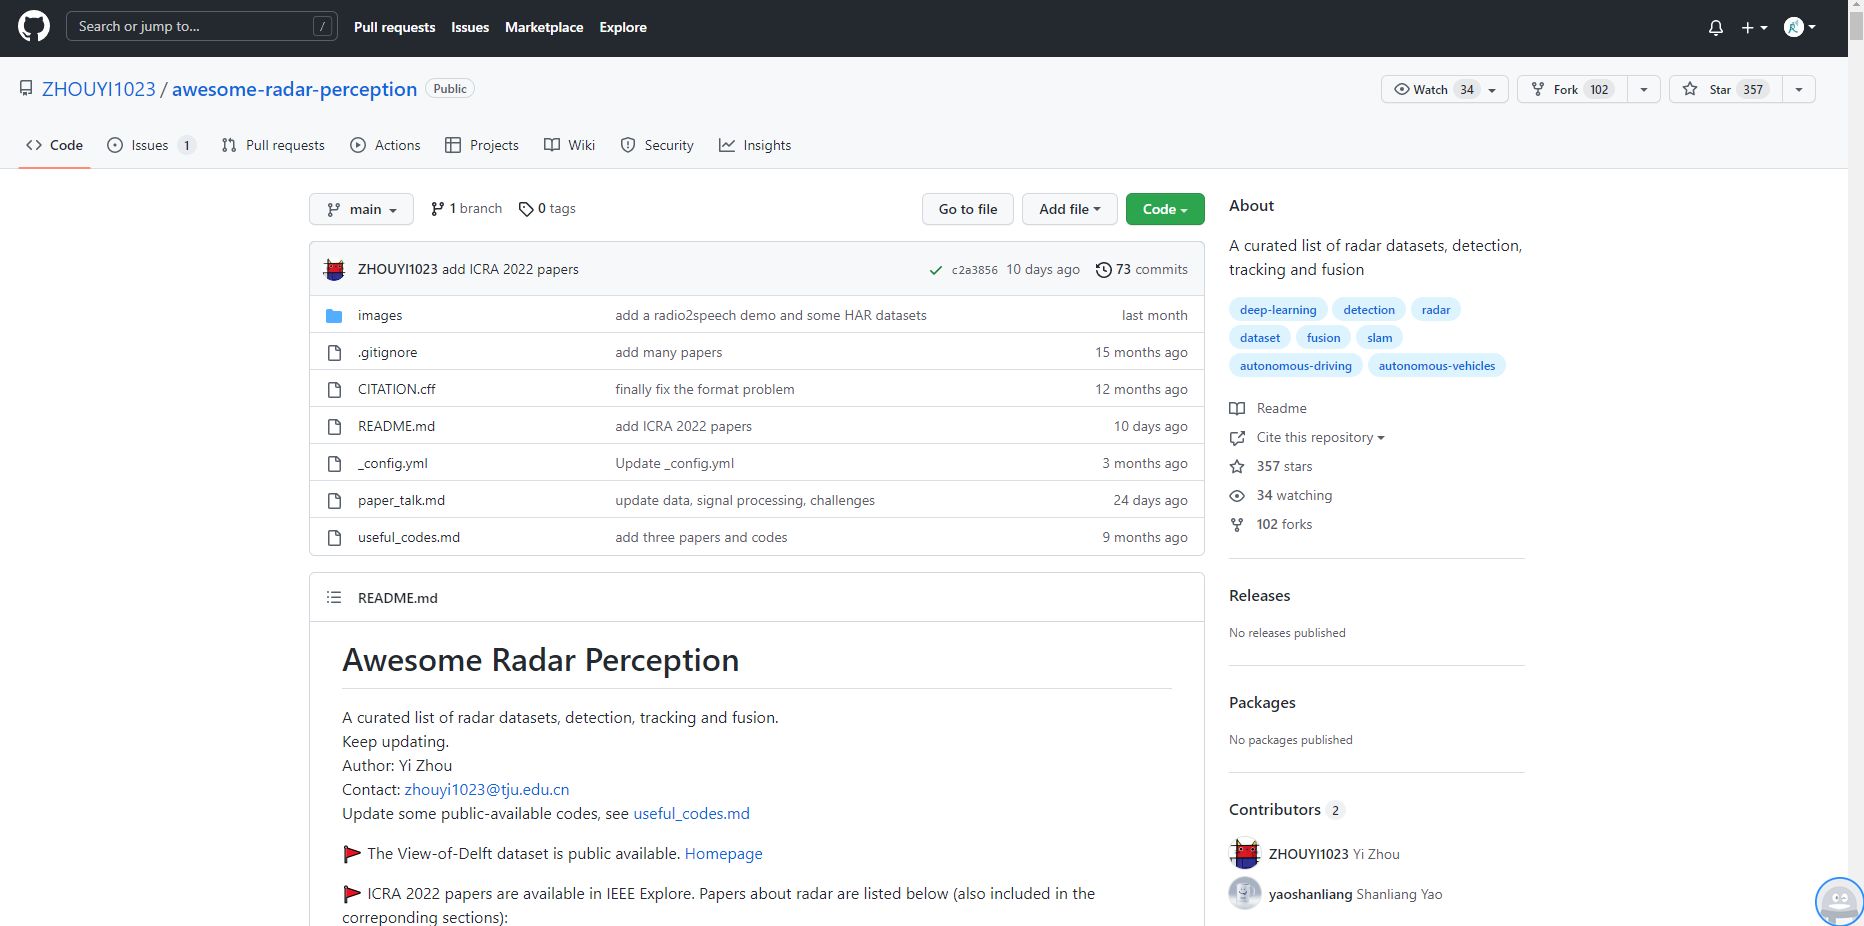 Search or jump to... / Pull requests Issues Marketplace Explore
ZHOUYI1023 / awesome-radar-perception Public Watch 34 Fork 102 Star 357
Code Issues 1 Pull requests Actions Projects Wiki Security Insights
main 1 branch 0 tags Go to file Add file Code
ZHOUYI1023 add ICRA 2022 papers c2a3856 10 days ago 73 commits
images add a radio2speech demo and some HAR datasets last month
.gitignore add many papers 15 months ago
CITATION.cff finally fix the format problem 12 months ago
README.md add ICRA 2022 papers 10 days ago
_config.yml Update _config.yml 3 months ago
paper_talk.md update data, signal processing, challenges 24 days ago
useful_codes.md add three papers and codes 9 months ago
README.md
Awesome Radar Perception
A curated list of radar datasets, detection, tracking and fusion.
Keep updating.
Author: Yi Zhou
Contact: zhouyi1023@tju.edu.cn
Update some public-available codes, see useful_codes.md
The View-of-Delft dataset is public available. Homepage
ICRA 2022 papers are available in IEEE Explore. Papers about radar are listed below (also included in the
correponding sections):
About
A curated list of radar datasets, detection,
tracking and fusion
deep-learning detection radar
dataset fusion slam
autonomous-driving autonomous-vehicles
Readme
Cite this repository
357 stars
34 watching
102 forks
Releases
No releases published
Packages
No packages published
Contributors 2
ZHOUYI1023 Yi Zhou
yaoshanliang Shanliang Yao